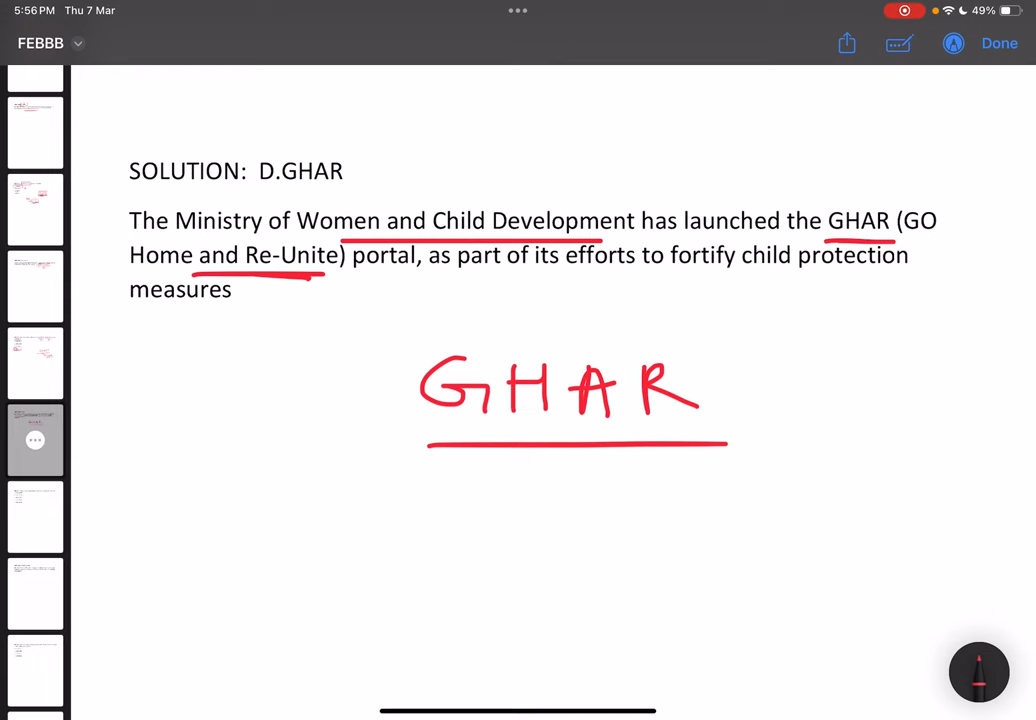 5:56 PM Thu 7 Mar
49%
FEBBB
Done
SOLUTION: D.GHAR
The Ministry of Women and Child Development has launched the GHAR (GO
Home and Re-Unite) portal, as part of its efforts to fortify child protection
measures
GHAR